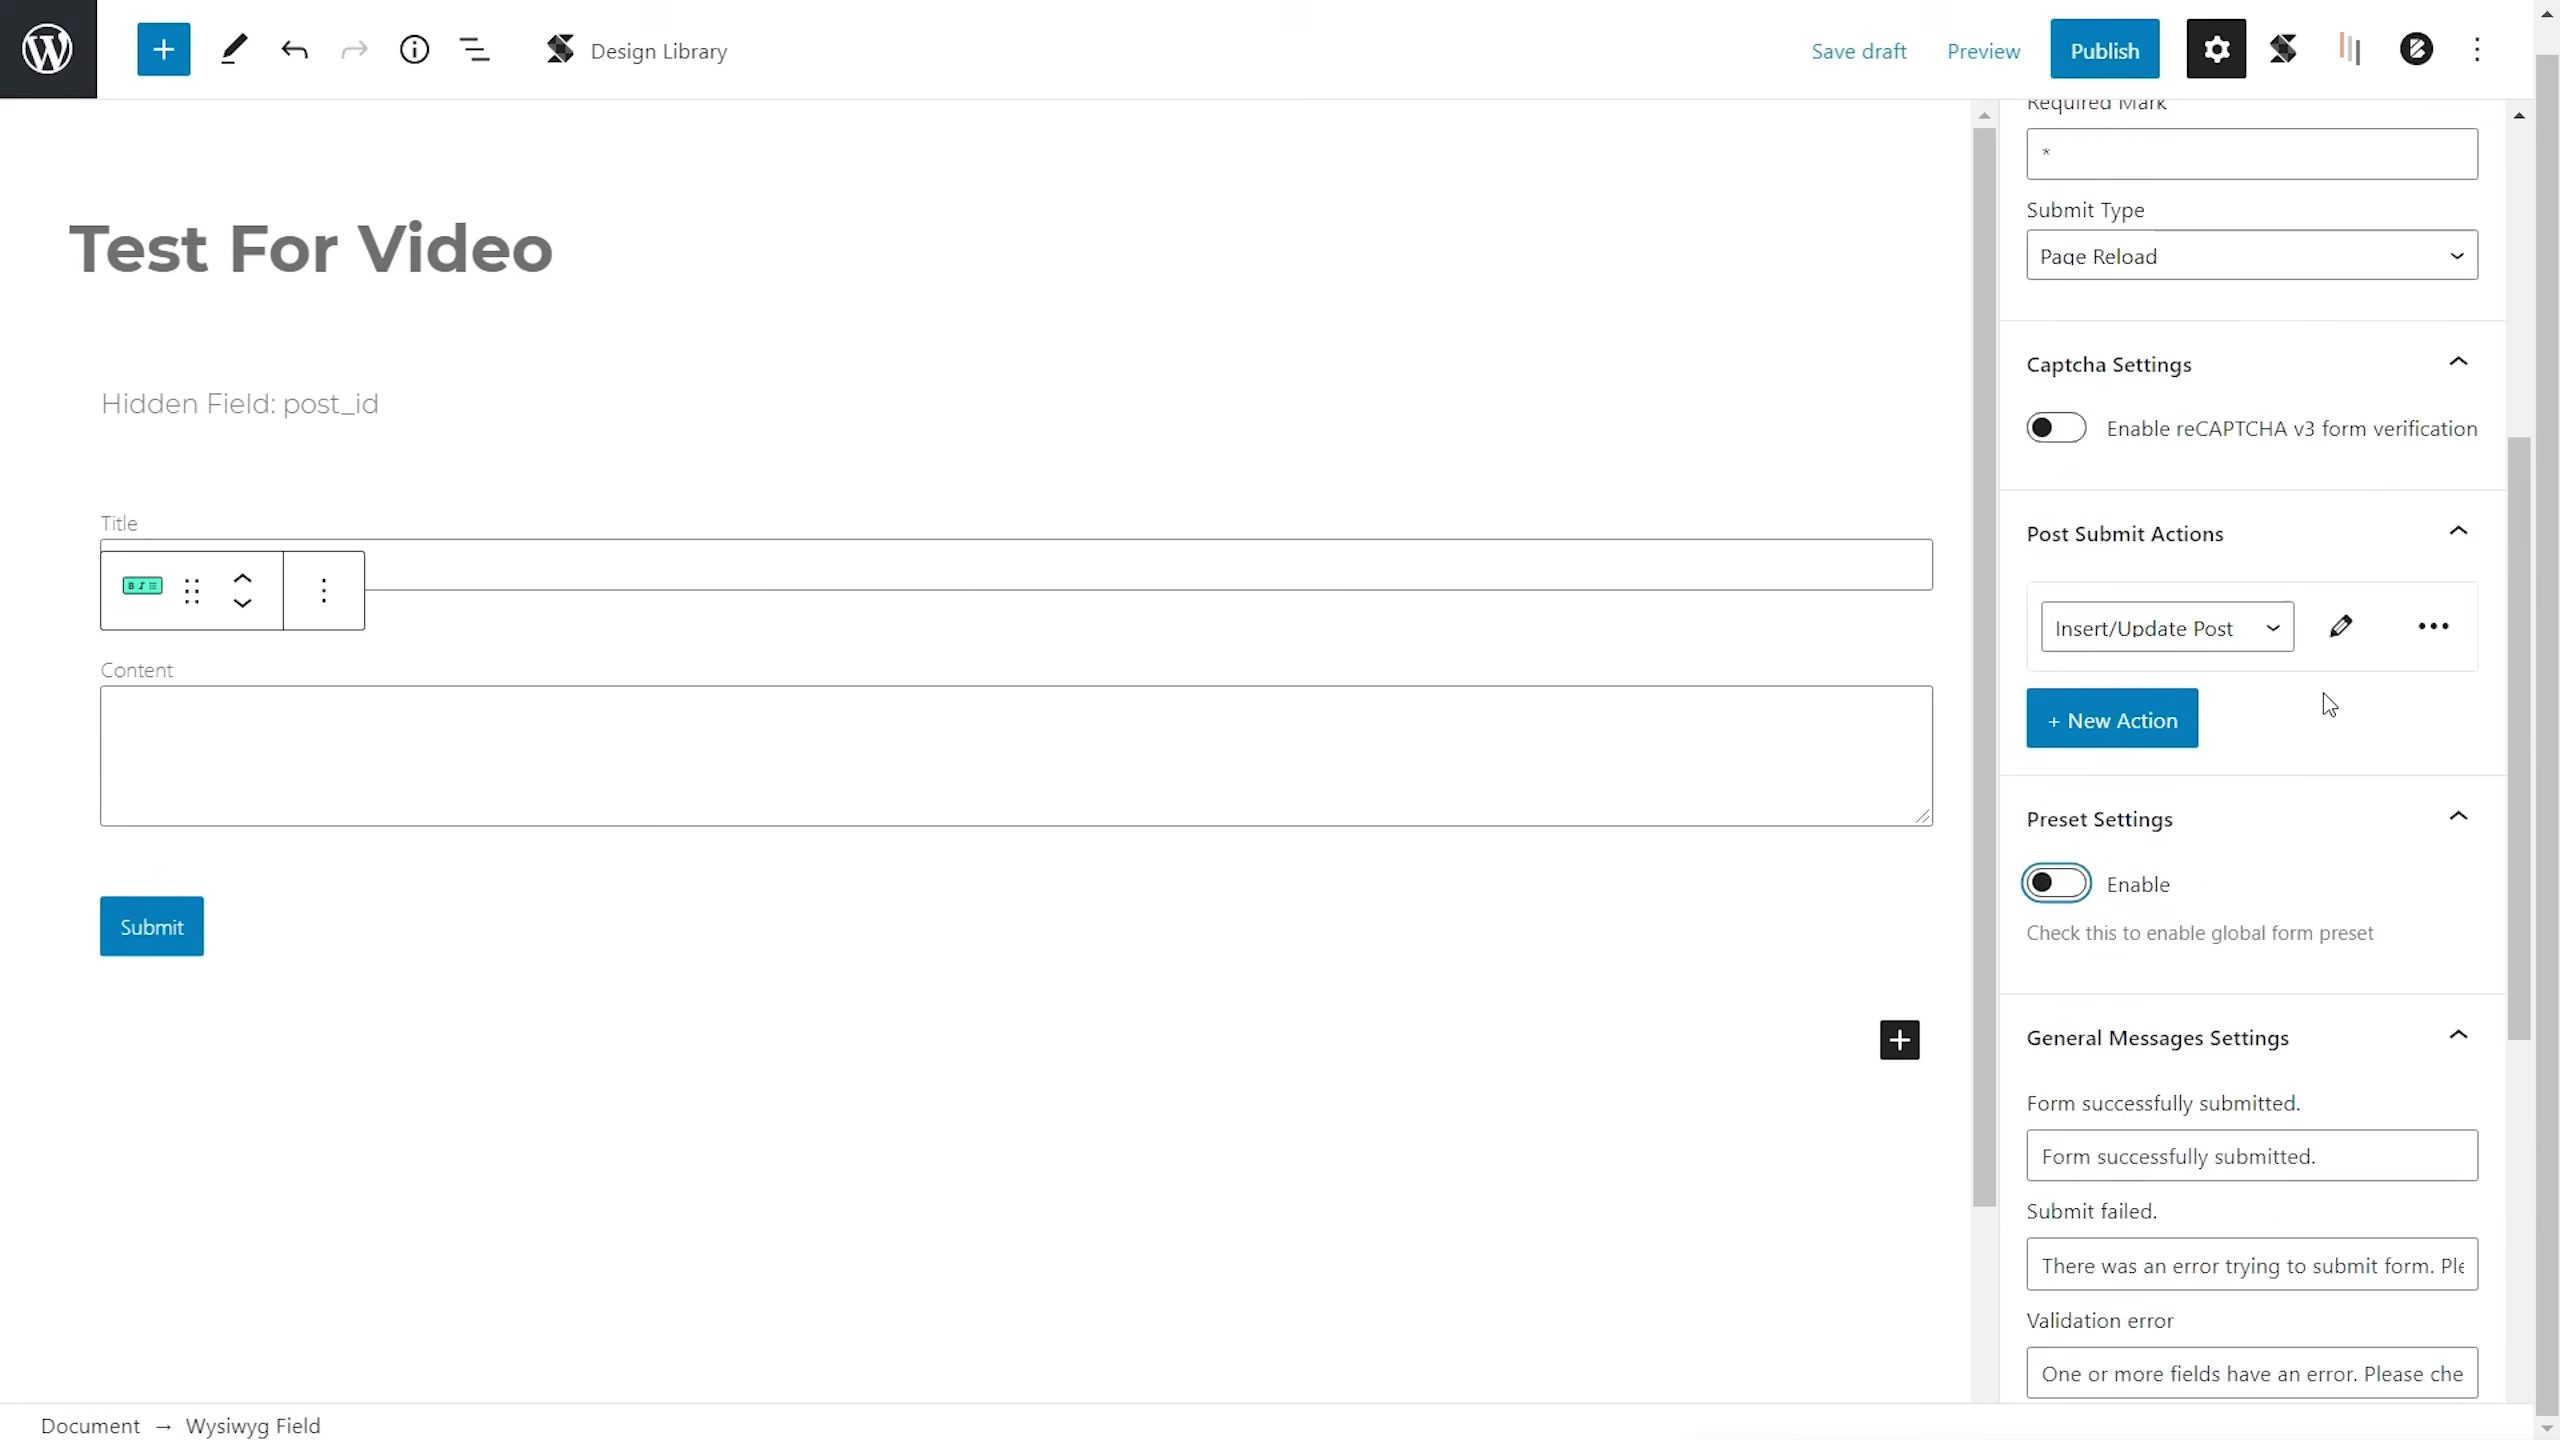 Design Library
Save draft
Preview
Publish
Test For Video
Hidden Field: post_id
Title
Content
Submit
Required Mark
*
Submit Type
Page Reload
Captcha Settings
Enable reCAPTCHA v3 form verification
Post Submit Actions
Insert/Update Post
+ New Action
Preset Settings
Enable
Check this to enable global form preset
General Messages Settings
Form successfully submitted.
Form successfully submitted.
Submit failed.
There was an error trying to submit form. Ple
Validation error
One or more fields have an error. Please che
Document → Wysiwyg Field